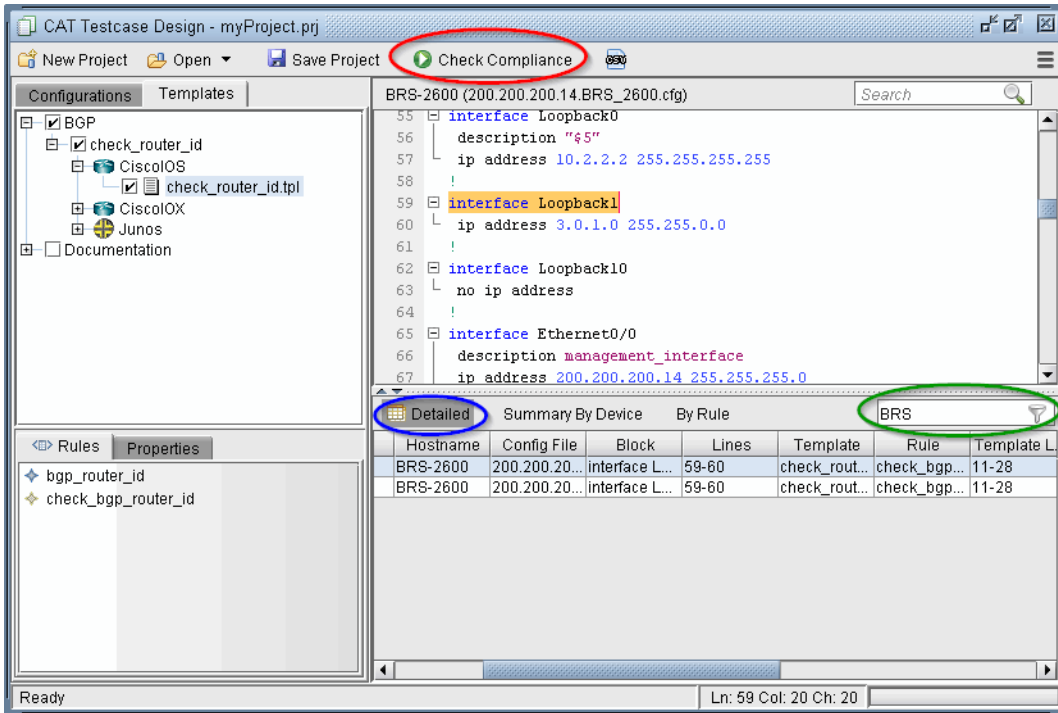 CAT Testcase Design - myProject.prj
New Project Open Save Project Check Compliance
Configurations Templates
BGP
check_router_id
CiscoIOS
check_router_id.tpl
CiscoIOX
Junos
Documentation
BRS-2600 (200.200.200.14.BRS_2600.cfg) Search
55 interface Loopback0
56 description "$5"
57 ip address 10.2.2.2 255.255.255.255
58 !
59 interface Loopback1
60 ip address 3.0.1.0 255.255.0.0
61 !
62 interface Loopback10
63 no ip address
64 !
65 interface Ethernet0/0
66 description management_interface
67 ip address 200.200.200.14 255.255.255.0
Rules Properties
bgp_router_id
check_bgp_router_id
Detailed Summary By Device By Rule BRS
Hostname Config File Block Lines Template Rule Template L.
BRS-2600 200.200.20... interface L... 59-60 check_rout... check_bgp... 11-28
BRS-2600 200.200.20... interface L... 59-60 check_rout... check_bgp... 11-28
Ready Ln: 59 Col: 20 Ch: 20